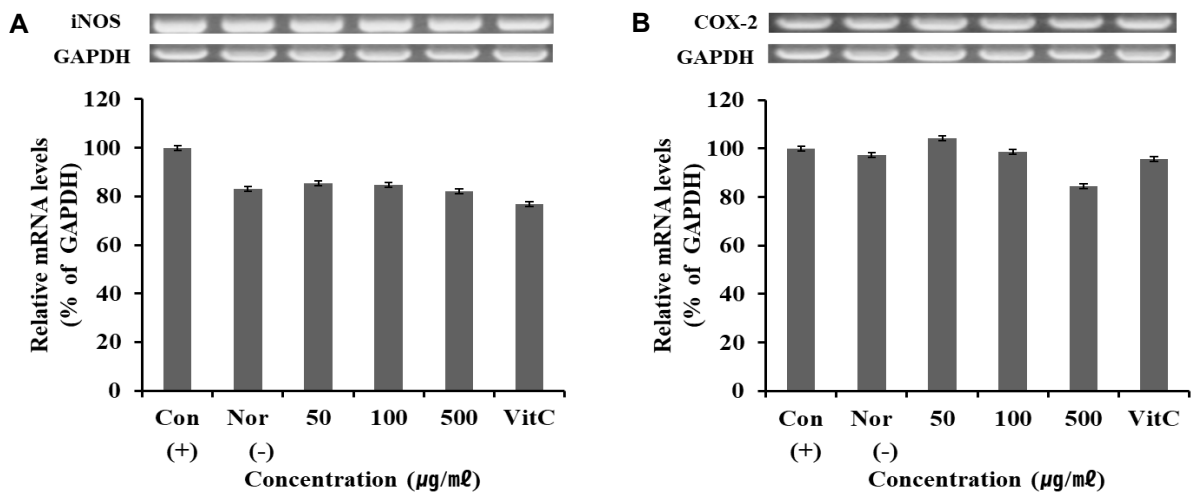 A
iNOS
GAPDH
Relative mRNA levels
(% of GAPDH)
120
100
80
60
40
20
0
Con Nor 50 100 500 VitC
(+) (-)
Concentration (μg/㎖)
B
COX-2
GAPDH
Relative mRNA levels
(% of GAPDH)
120
100
80
60
40
20
0
Con Nor 50 100 500 VitC
(+) (-)
Concentration (μg/㎖)